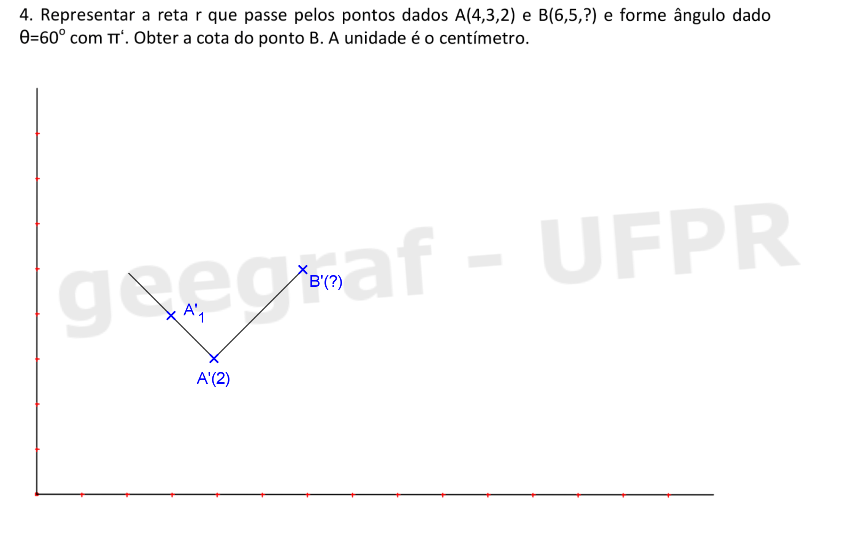 4. Representar a reta r que passe pelos pontos dados A(4,3,2) e B(6,5,?) e forme ângulo dado
θ=60° com π‘. Obter a cota do ponto B. A unidade é o centímetro.
geegraf - UFPR
B'(?)
A'₁
A'(2)